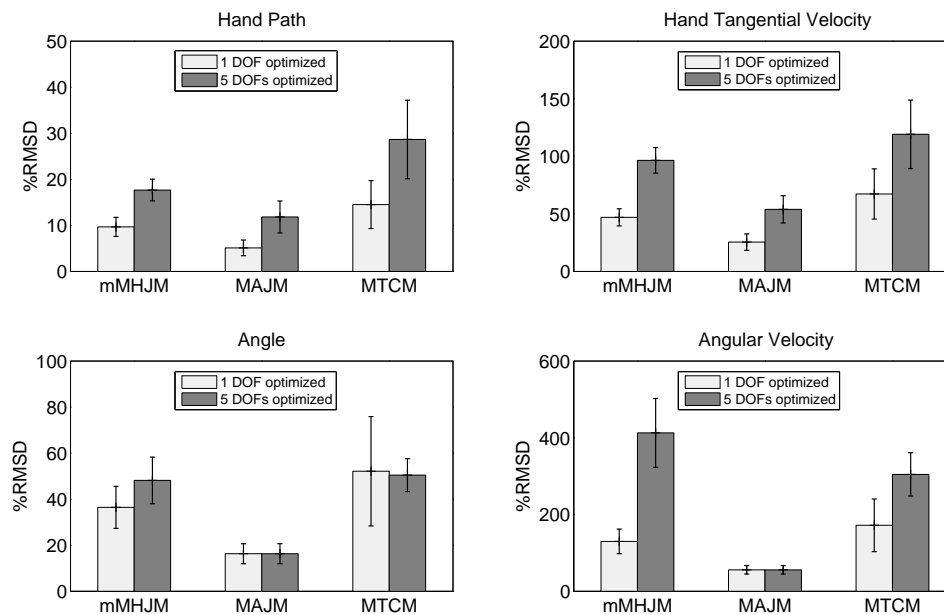 Hand Path
50
40
30
20
10
0
%RMSD
1 DOF optimized
5 DOFs optimized
mMHJM MAJM MTCM
Hand Tangential Velocity
200
150
100
50
0
%RMSD
1 DOF optimized
5 DOFs optimized
mMHJM MAJM MTCM
Angle
100
80
60
40
20
0
%RMSD
1 DOF optimized
5 DOFs optimized
mMHJM MAJM MTCM
Angular Velocity
600
400
200
0
%RMSD
1 DOF optimized
5 DOFs optimized
mMHJM MAJM MTCM